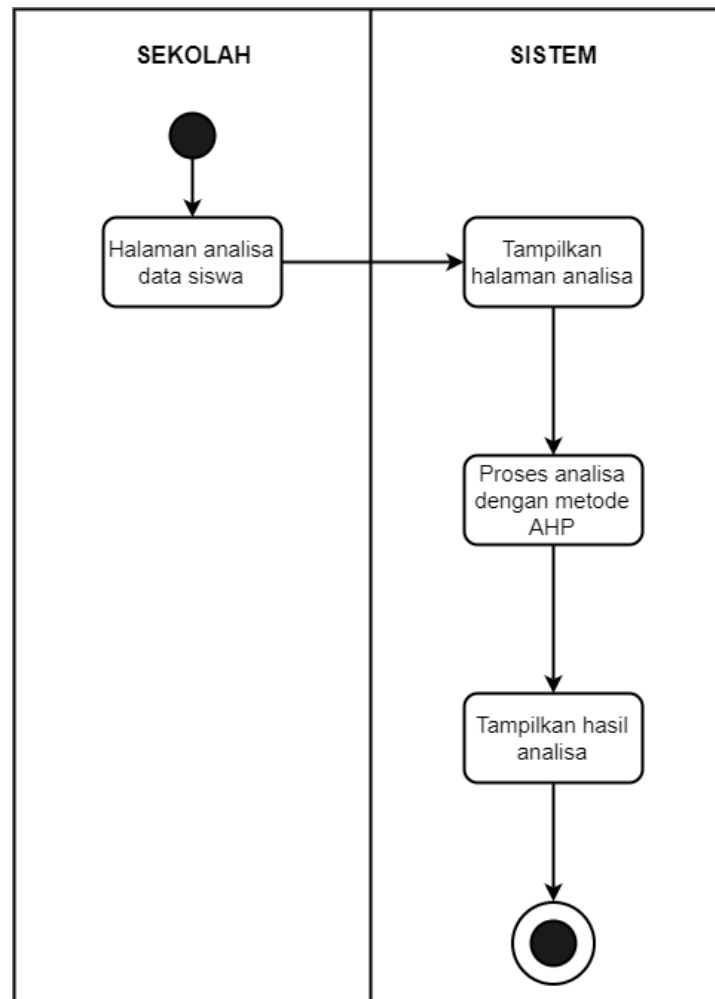 SEKOLAH
SISTEM
Halaman analisa
data siswa
Tampilkan
halaman analisa
Proses analisa
dengan metode
AHP
Tampilkan hasil
analisa